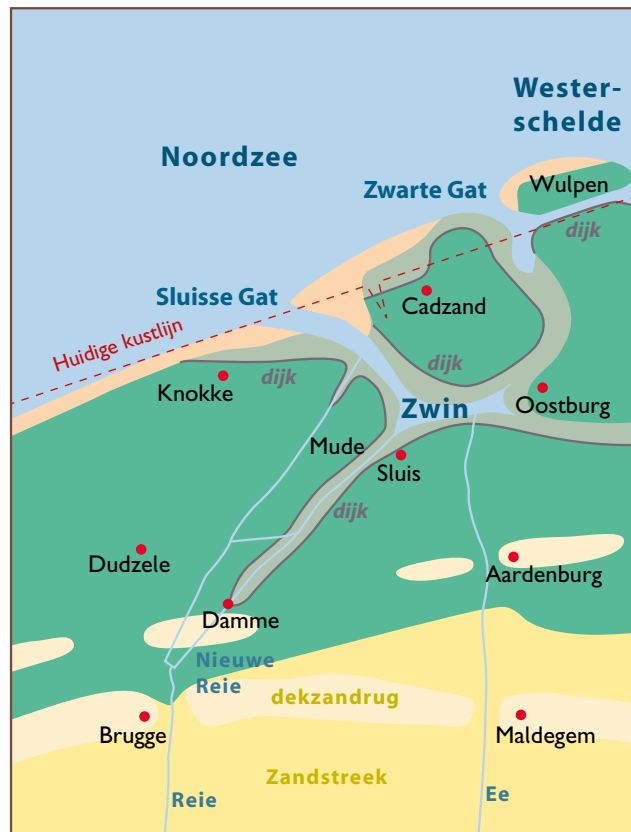 Wester-
schelde
Noordzee
Wulpen
Zwarte Gat
dijk
Sluisse Gat
Cadzand
Huidige kustlijn
dijk
dijk
Knokke
Zwin
Oostburg
Mude
Sluis
dijk
Dudzele
Aardenburg
Damme
Nieuwe
Reie
dekzandrug
Brugge
Maldegem
Zandstreek
Reie
Ee